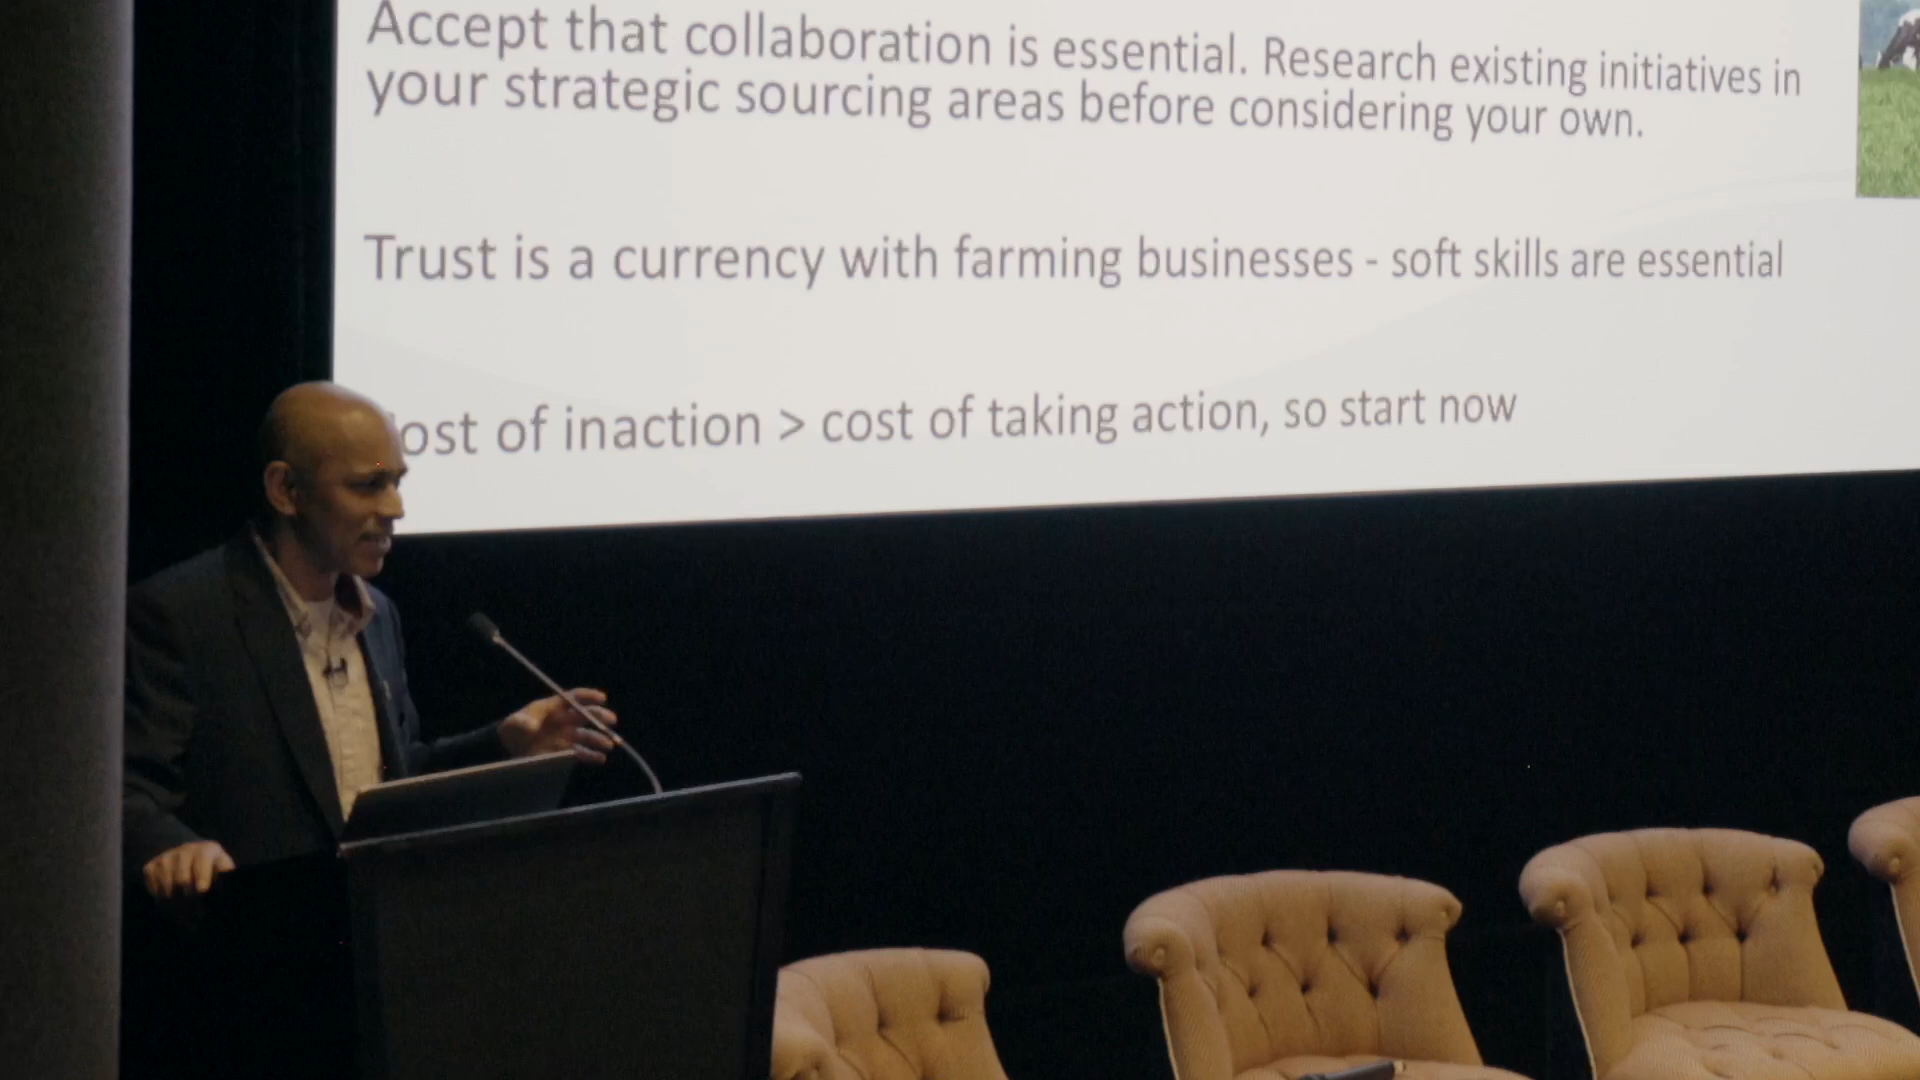 Accept that collaboration is essential. Research existing initiatives in
your strategic sourcing areas before considering your own.
Trust is a currency with farming businesses - soft skills are essential
ost of inaction > cost of taking action, so start now